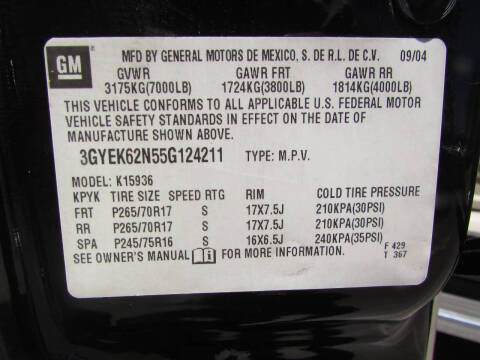 GM
MFD BY GENERAL MOTORS DE MEXICO, S. DE R.L. DE C.V. 09/04
GVWR GAWR FRT GAWR RR
3175KG(7000LB) 1724KG(3800LB) 1814KG(4000LB)
THIS VEHICLE CONFORMS TO ALL APPLICABLE U.S. FEDERAL MOTOR
VEHICLE SAFETY STANDARDS IN EFFECT ON THE DATE OF
MANUFACTURE SHOWN ABOVE.
3GYEK62N55G124211 TYPE: M.P.V.
MODEL: K15936
KPYK TIRE SIZE SPEED RTG RIM COLD TIRE PRESSURE
FRT P265/70R17 S 17X7.5J 210KPA(30PSI)
RR P265/70R17 S 17X7.5J 210KPA(30PSI)
SPA P245/75R16 S 16X6.5J 240KPA(35PSI)
SEE OWNER'S MANUAL FOR MORE INFORMATION.
F 429
T 367